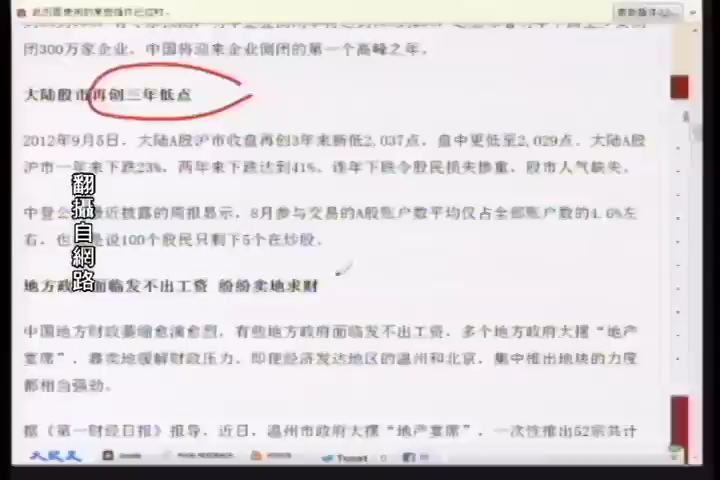 闭300万家企业，中国将迎来企业倒闭的第一个高峰之年。
大陆股市再创三年低点
2012年9月5日，大陆A股沪市收盘再创3年来新低2,037点，盘中更低至2,029点。大陆A股
沪市一年来下跌23%，两年来下跌达到41%，连年下跌令股民损失惨重，股市人气缺失。
中登公 最近披露的周报显示，8月参与交易的A股账户数平均仅占全部账户数的4.6%左
右，也 是说100个股民只剩下5个在炒股。
地方政 面临发不出工资 纷纷卖地求财
中国地方财政萎缩愈演愈烈，有些地方政府面临发不出工资，多个地方政府大摆“地产
宴席”，靠卖地缓解财政压力，即使经济发达地区的温州和北京，集中推出地块的力度
都相当强劲。
据《第一财经日报》报导，近日，温州市政府大摆“地产宴席”，一次性推出52宗共计
翻攝自網路
大紀元
Tweet 0